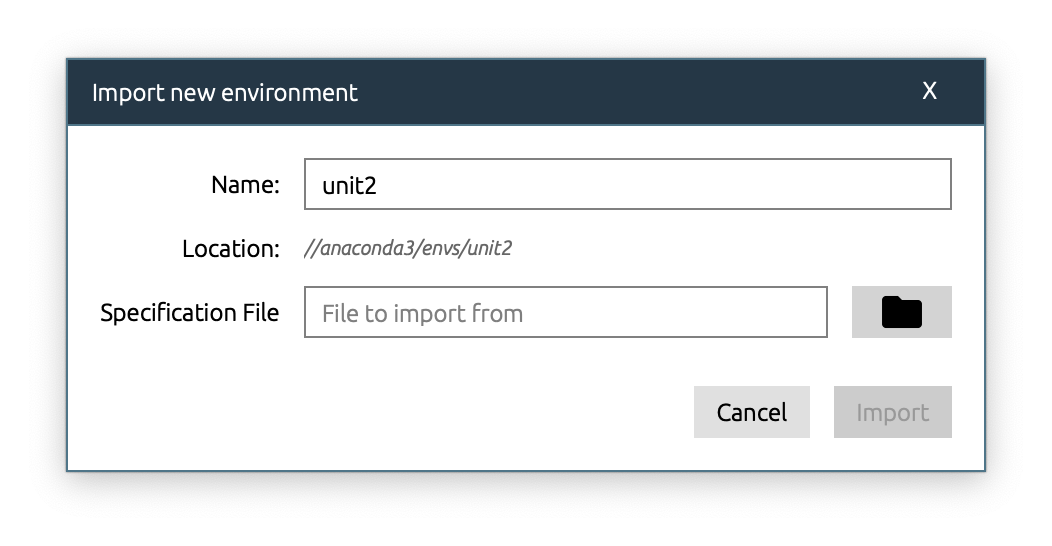 Import new environment X
Name: unit2
Location: //anaconda3/envs/unit2
Specification File File to import from
Cancel Import